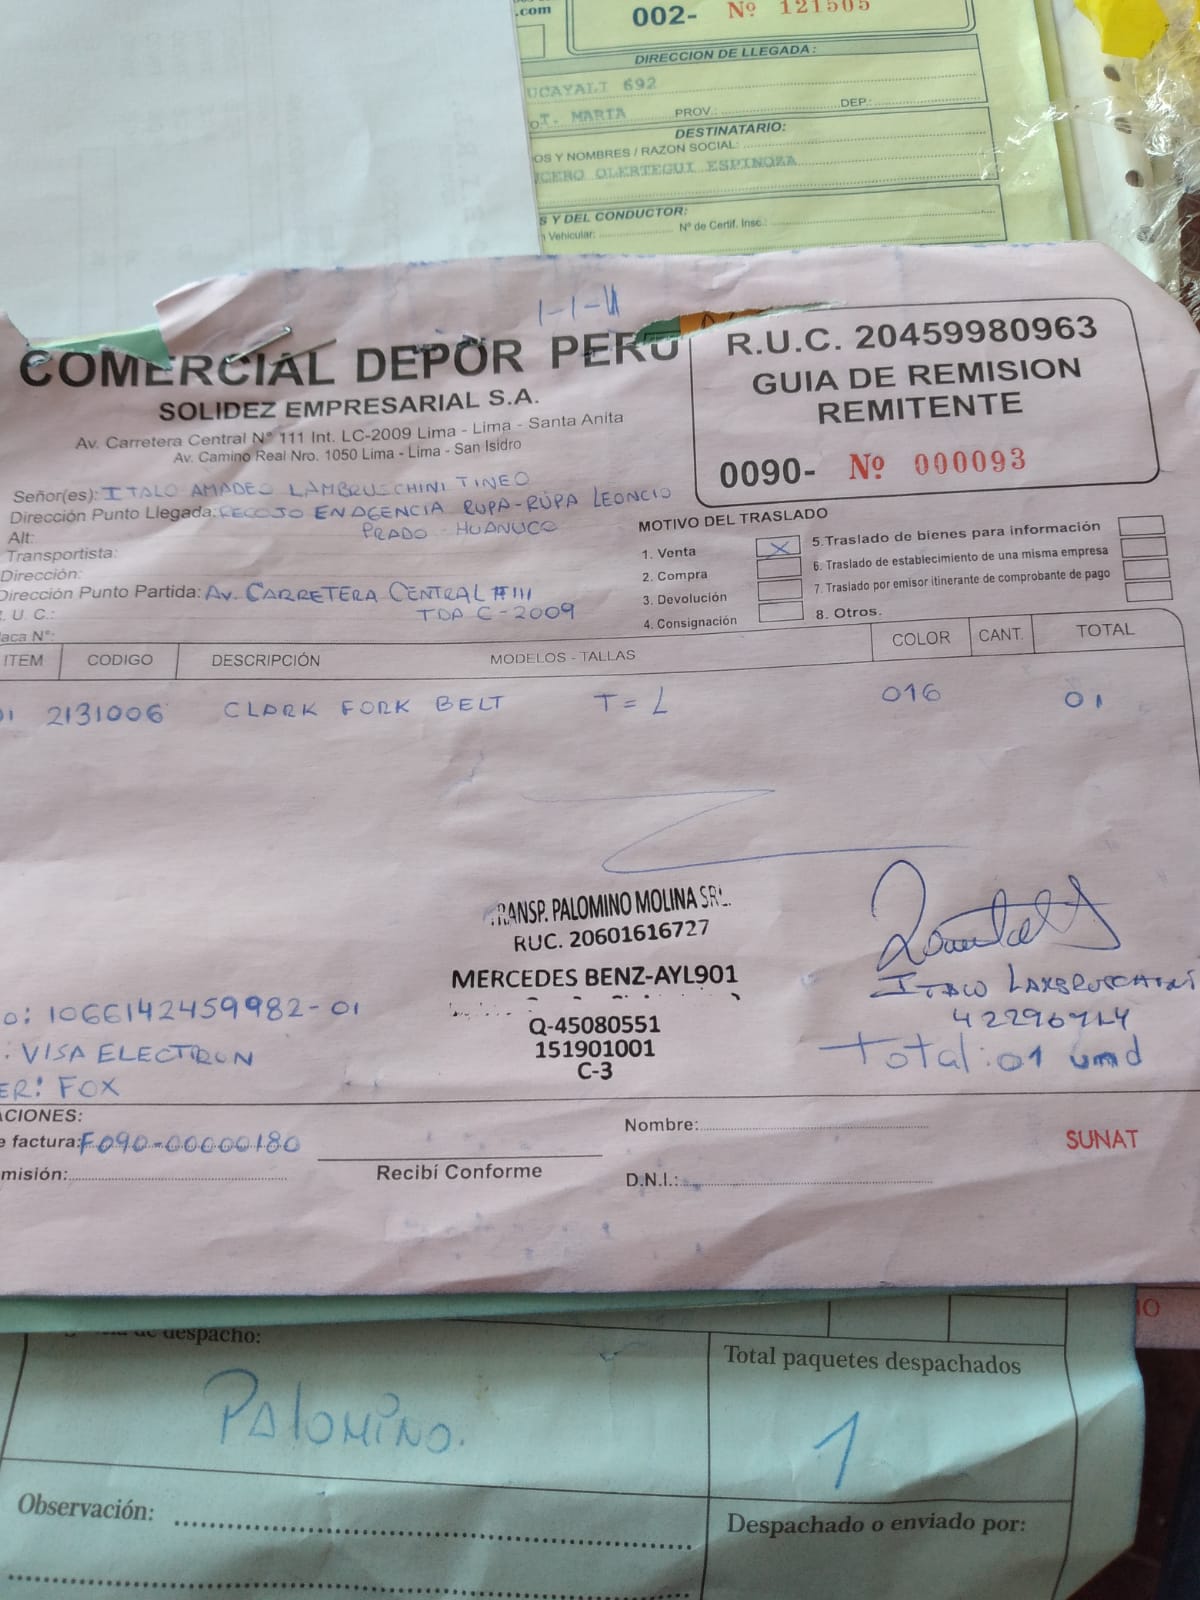 .com
002- Nº 121505
DIRECCION DE LLEGADA:
UCAYALI 692
OT. MARTA PROV.: DEP.:
DESTINATARIO:
OS Y NOMBRES / RAZON SOCIAL:
CERO OLERTEGUI ESPINOZA
S Y DEL CONDUCTOR:
Vehicular: Nº de Certif. Insc.:
COMERCIAL DEPOR PERU
SOLIDEZ EMPRESARIAL S.A.
Av. Carretera Central N° 111 Int. LC-2009 Lima - Lima - Santa Anita
Av. Camino Real Nro. 1050 Lima - Lima - San Isidro
R.U.C. 20459980963
GUIA DE REMISION
REMITENTE
0090- Nº 000093
Señor(es): ITALO AMADEO LAMBRUSCHINI TINEO
Dirección Punto Llegada: RECOJO EN AGENCIA RUPA-RUPA LEONCIO
Alt: PRADO - HUANUCO
Transportista:
Dirección:
Dirección Punto Partida: AV. CARRETERA CENTRAL #111
R. U. C.: TDA C-2009
laca N°:
MOTIVO DEL TRASLADO
1. Venta X 5.Traslado de bienes para información
2. Compra 6. Traslado de establecimiento de una misma empresa
3. Devolución 7. Traslado por emisor itinerante de comprobante de pago
4. Consignación 8. Otros.
ITEM CODIGO DESCRIPCIÓN MODELOS - TALLAS COLOR CANT. TOTAL
01 2131006 CLARK FORK BELT T = L 016 01
TRANSP. PALOMINO MOLINA SRL.
RUC. 20601616727
MERCEDES BENZ-AYL901
Q-45080551
151901001
C-3
o: 1066142459982-01
: VISA ELECTRON
ER: FOX
Total: 01 und
ACIONES:
e factura: F090-00000180
misión:
Recibí Conforme
Nombre:
D.N.I.:
SUNAT
de despacho:
PALOMINO.
Total paquetes despachados
1
Observación:
Despachado o enviado por: